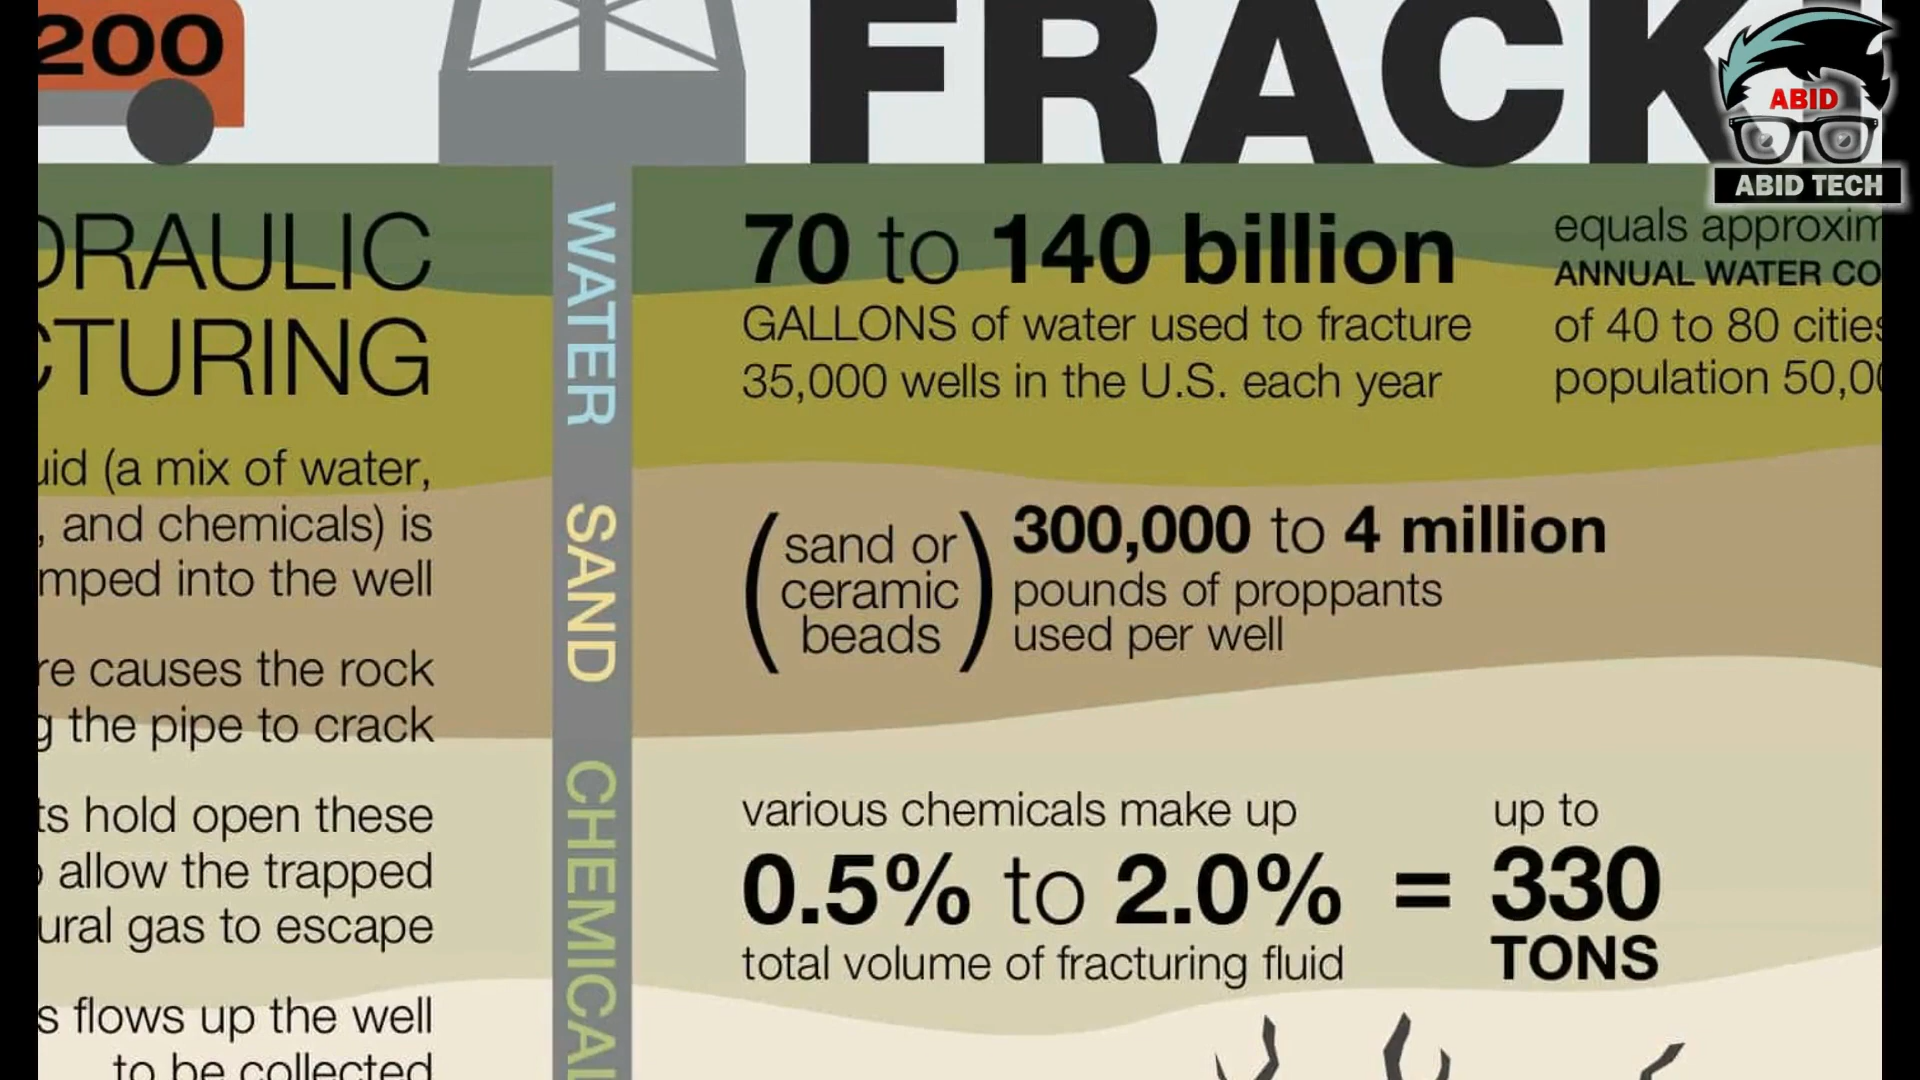 200
FRACK
ABID
ABID TECH
DRAULIC
CTURING
uid (a mix of water,
, and chemicals) is
mped into the well
re causes the rock
g the pipe to crack
ts hold open these
allow the trapped
ural gas to escape
s flows up the well
to be collected
WATER
SAND
CHEMICAL
70 to 140 billion
GALLONS of water used to fracture
35,000 wells in the U.S. each year
equals approxim
ANNUAL WATER CO
of 40 to 80 cities
population 50,00
(sand or
ceramic
beads)
300,000 to 4 million
pounds of proppants
used per well
various chemicals make up
0.5% to 2.0%
total volume of fracturing fluid
=
up to
330
TONS